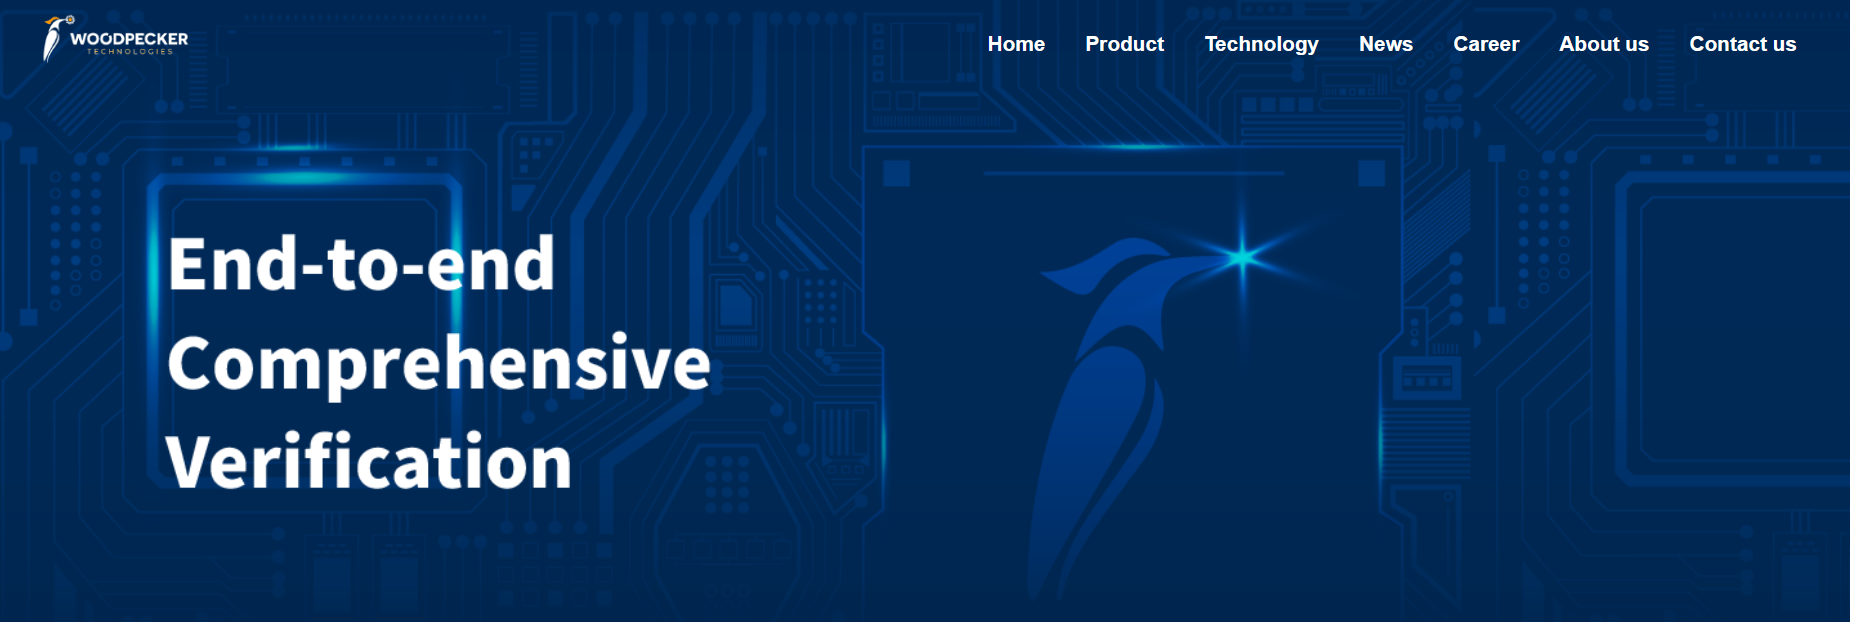 WOODPECKER
TECHNOLOGIES
Home Product Technology News Career About us Contact us
End-to-end
Comprehensive
Verification